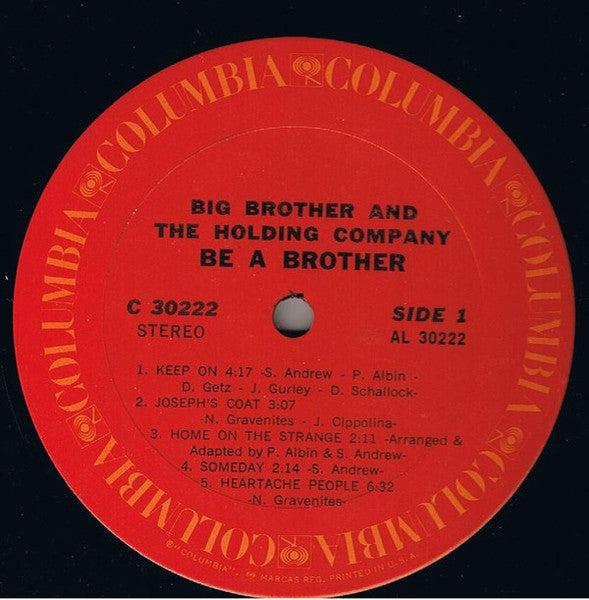 COLUMBIA COLUMBIA COLUMBIA COLUMBIA COLUMBIA COLUMBIA
BIG BROTHER AND
THE HOLDING COMPANY
BE A BROTHER
C 30222 SIDE 1
STEREO AL 30222
1. KEEP ON 4:17 -S. Andrew - P. Albin -
D. Getz - J. Gurley - D. Schallock-
2. JOSEPH'S COAT 3:07
-N. Gravenites - J. Cippolina-
3. HOME ON THE STRANGE 2:11 -Arranged &
Adapted by P. Albin & S. Andrew-
4. SOMEDAY 2:14 -S. Andrew-
5. HEARTACHE PEOPLE 6:32
-N. Gravenites-
℗"COLUMBIA", MARCAS REG. PRINTED IN U.S.A.